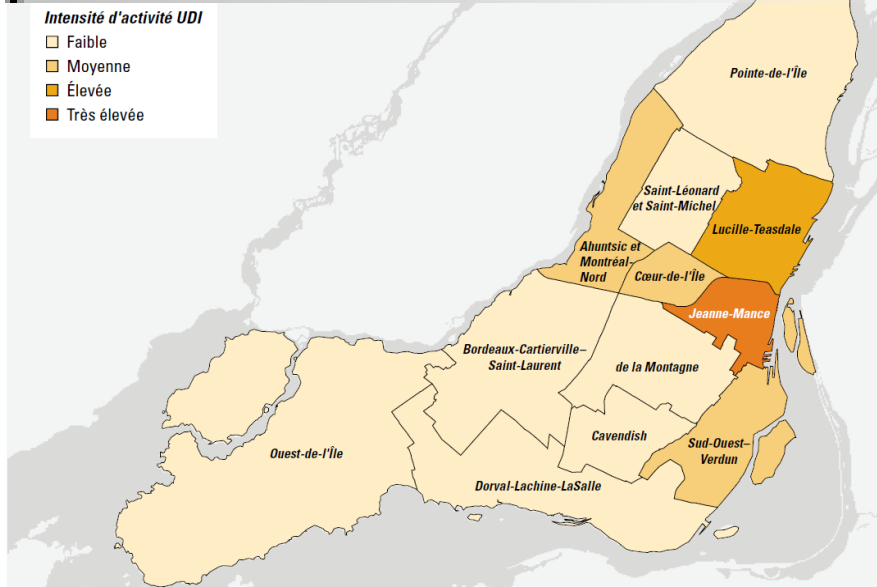 Intensité d'activité UDI
Faible
Moyenne
Élevée
Très élevée
Pointe-de-l'Île
Saint-Léonard
et Saint-Michel
Lucille-Teasdale
Ahuntsic et
Montréal-
Nord
Cœur-de-l'Île
Jeanne-Mance
Bordeaux-Cartierville–
Saint-Laurent
de la Montagne
Cavendish
Sud-Ouest–
Verdun
Ouest-de-l'Île
Dorval-Lachine-LaSalle